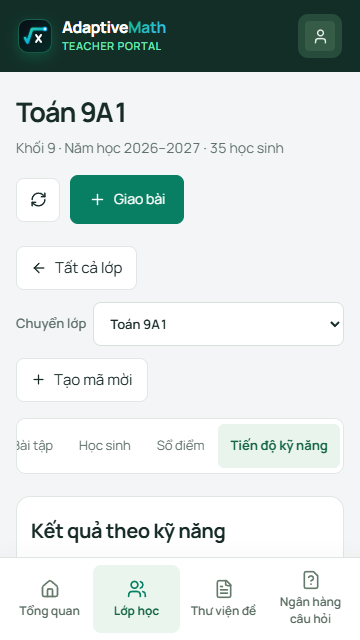 AdaptiveMath
TEACHER PORTAL
Toán 9A1
Khối 9 · Năm học 2026–2027 · 35 học sinh
Giao bài
Tất cả lớp
Chuyển lớp
Toán 9A1
Tạo mã mời
Bài tập Học sinh Sổ điểm Tiến độ kỹ năng
Kết quả theo kỹ năng
Tổng quan Lớp học Thư viện đề Ngân hàng
câu hỏi